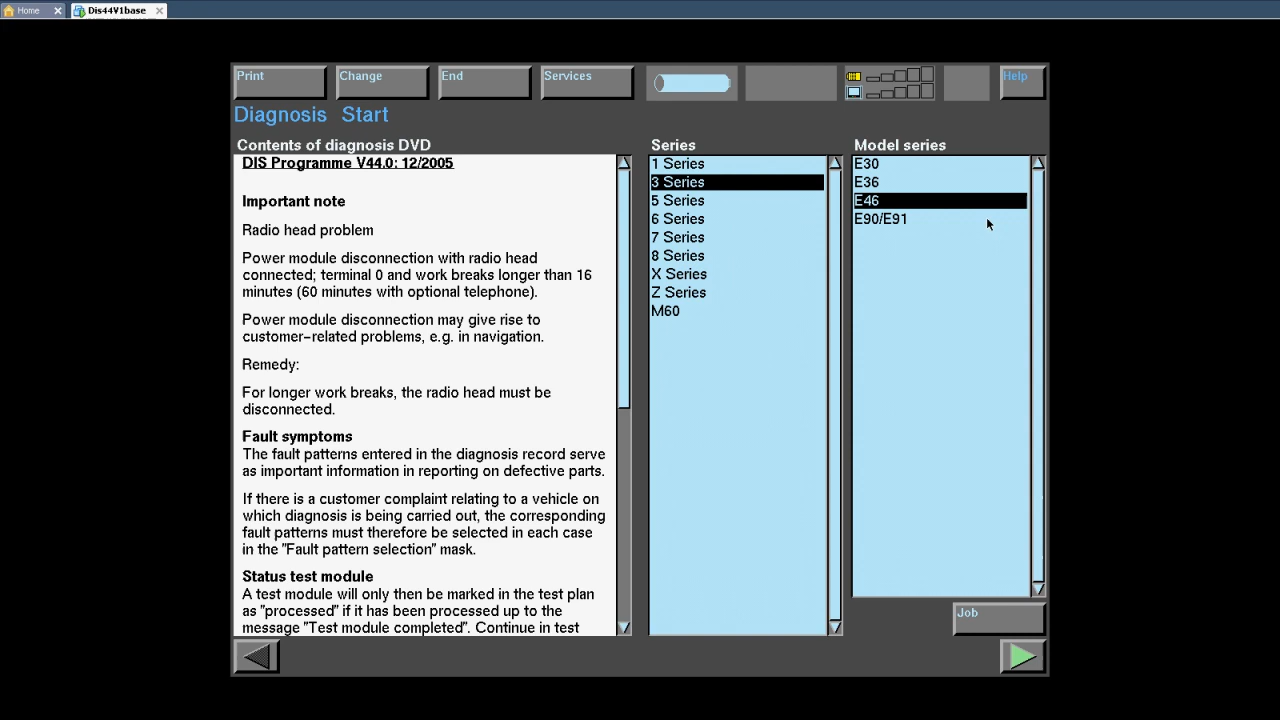 Home
Dis44V1base
Print
Change
End
Services
Help
Diagnosis Start
Contents of diagnosis DVD
DIS Programme V44.0: 12/2005
Important note
Radio head problem
Power module disconnection with radio head
connected; terminal 0 and work breaks longer than 16
minutes (60 minutes with optional telephone).
Power module disconnection may give rise to
customer-related problems, e.g. in navigation.
Remedy:
For longer work breaks, the radio head must be
disconnected.
Fault symptoms
The fault patterns entered in the diagnosis record serve
as important information in reporting on defective parts.
If there is a customer complaint relating to a vehicle on
which diagnosis is being carried out, the corresponding
fault patterns must therefore be selected in each case
in the "Fault pattern selection" mask.
Status test module
A test module will only then be marked in the test plan
as "processed" if it has been processed up to the
message "Test module completed". Continue in test
Series
1 Series
3 Series
5 Series
6 Series
7 Series
8 Series
X Series
Z Series
M60
Model series
E30
E36
E46
E90/E91
Job